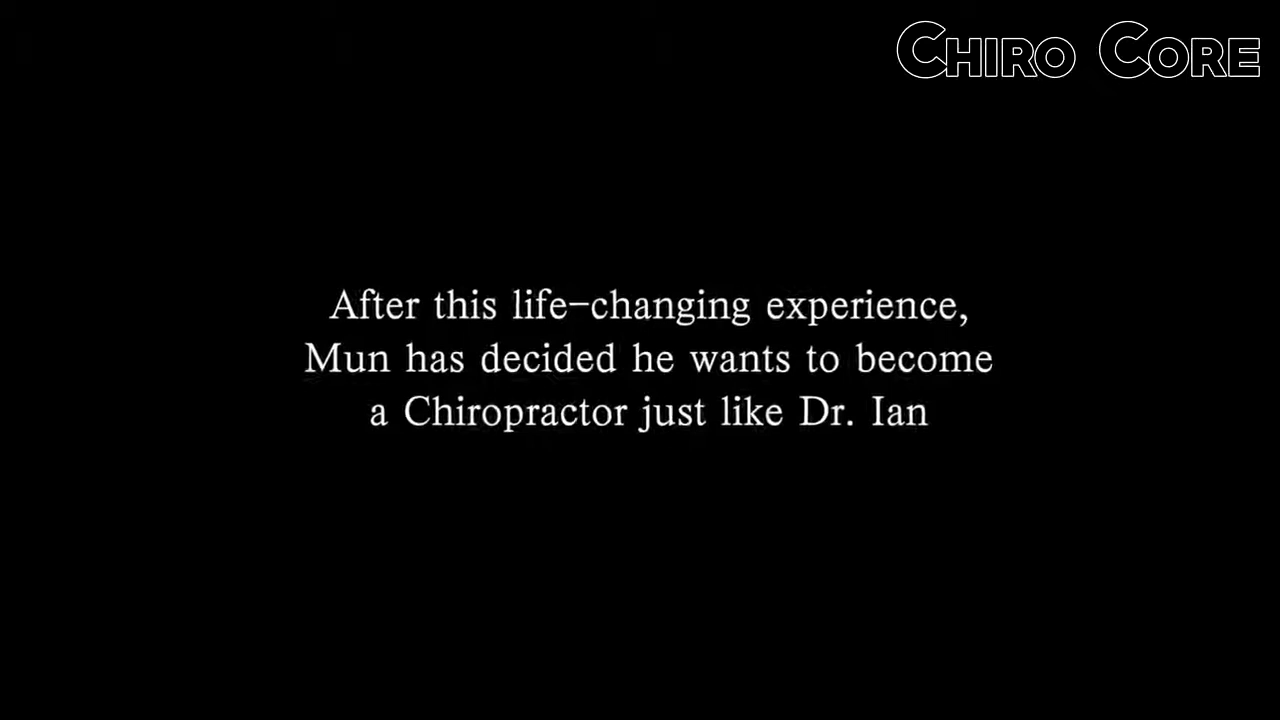 CHIRO CORE
After this life-changing experience,
Mun has decided he wants to become
a Chiropractor just like Dr. Ian